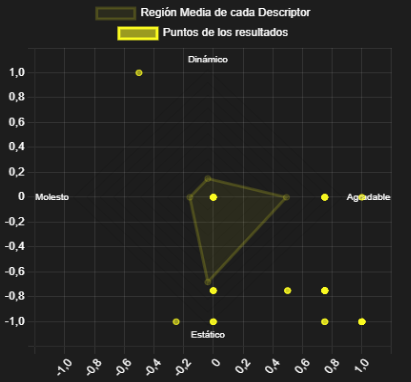 Región Media de cada Descriptor
Puntos de los resultados
Dinámico
1,0
0,8
0,6
0,4
0,2
0
Molesto
Agradable
-0,2
-0,4
-0,6
-0,8
-1,0
Estático
-1,0 -0,8 -0,6 -0,4 -0,2 0 0,2 0,4 0,6 0,8 1,0